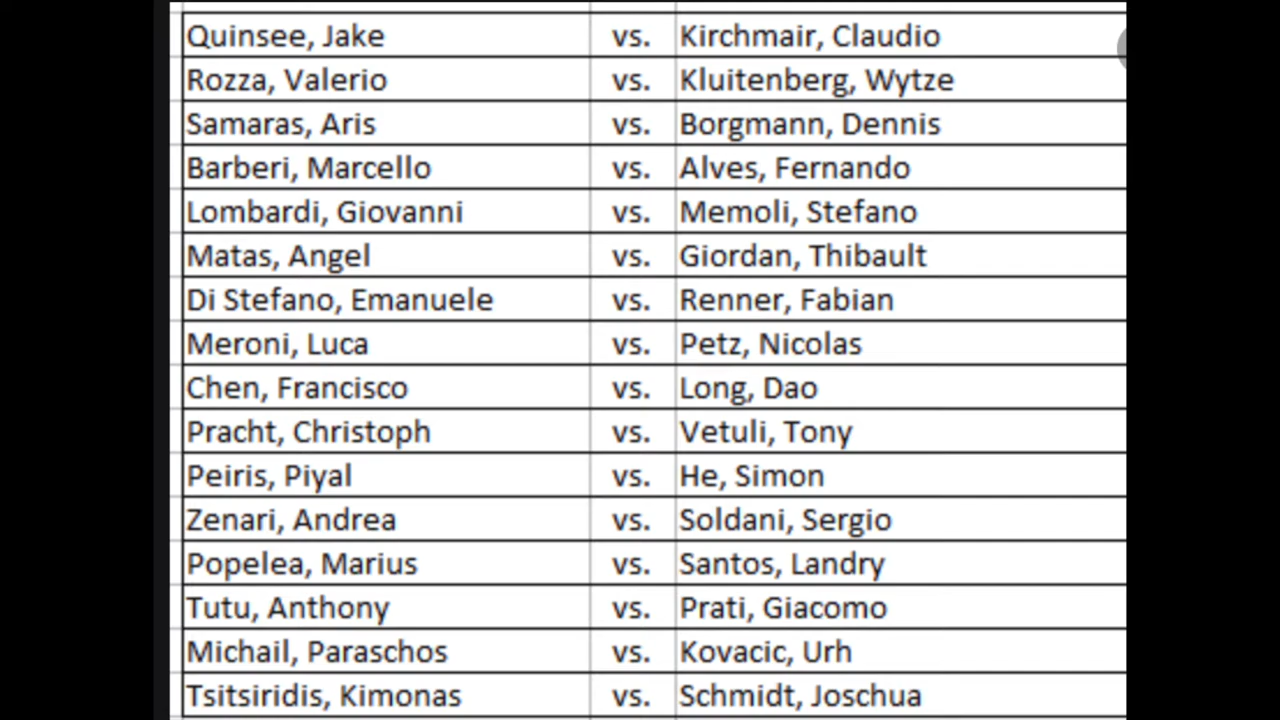 Quinsee, Jake vs. Kirchmair, Claudio
Rozza, Valerio vs. Kluitenberg, Wytze
Samaras, Aris vs. Borgmann, Dennis
Barberi, Marcello vs. Alves, Fernando
Lombardi, Giovanni vs. Memoli, Stefano
Matas, Angel vs. Giordan, Thibault
Di Stefano, Emanuele vs. Renner, Fabian
Meroni, Luca vs. Petz, Nicolas
Chen, Francisco vs. Long, Dao
Pracht, Christoph vs. Vetuli, Tony
Peiris, Piyal vs. He, Simon
Zenari, Andrea vs. Soldani, Sergio
Popelea, Marius vs. Santos, Landry
Tutu, Anthony vs. Prati, Giacomo
Michail, Paraschos vs. Kovacic, Urh
Tsitsiridis, Kimonas vs. Schmidt, Joschua